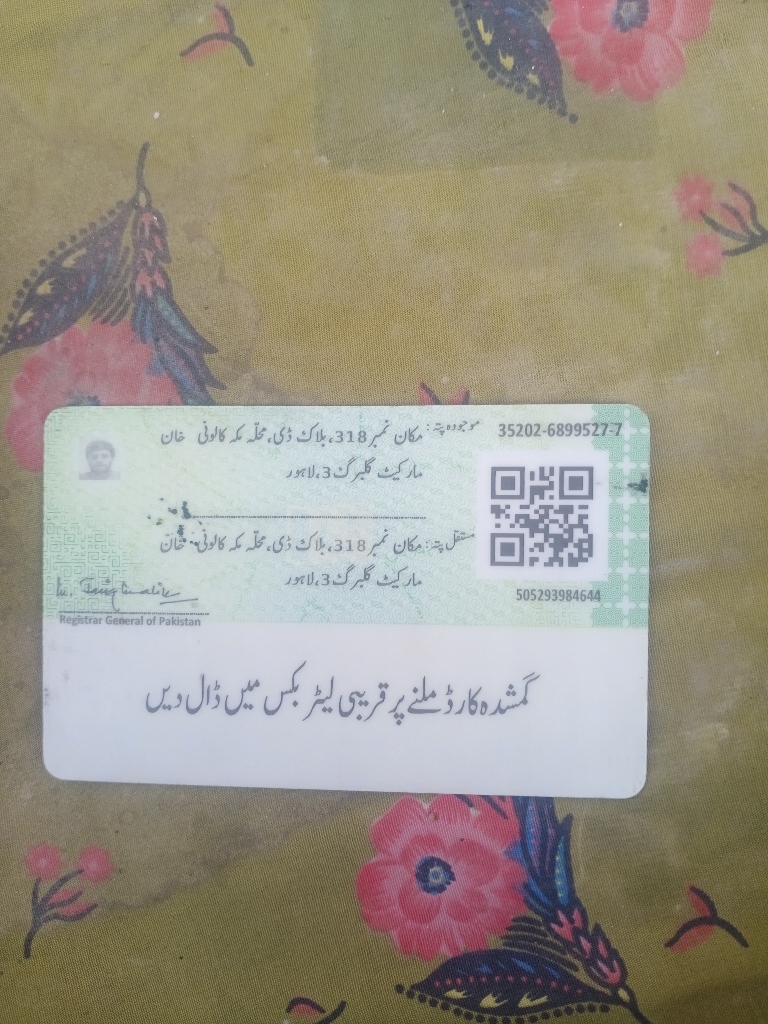 موجودہ پتہ: مکان نمبر 318، بلاک ڈی، محلّہ مکہ کالونی خان
مارکیٹ گلبرگ 3، لاہور
35202-6899527-7
مستقل پتہ: مکان نمبر 318، بلاک ڈی، محلّہ مکہ کالونی خان
مارکیٹ گلبرگ 3، لاہور
505293984644
Registrar General of Pakistan
گمشدہ کارڈ ملنے پر قریبی لیٹر بکس میں ڈال دیں